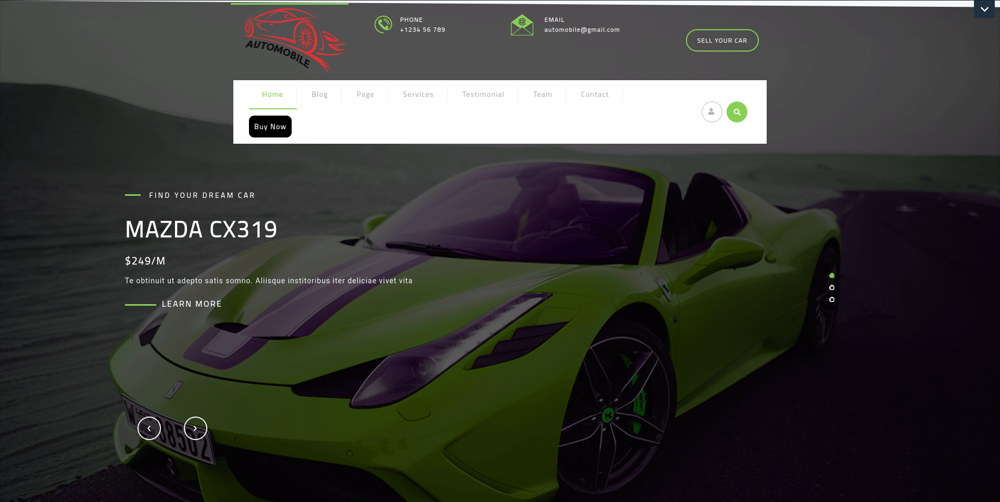 AUTOMOBILE
PHONE
+1234 56 789
EMAIL
automobile@gmail.com
SELL YOUR CAR
Home
Blog
Page
Services
Testimonial
Team
Contact
Buy Now
FIND YOUR DREAM CAR
MAZDA CX319
$249/M
Te obtinuit ut adepto satis somno. Aliisque institoribus iter deliciae vivet vita
LEARN MORE